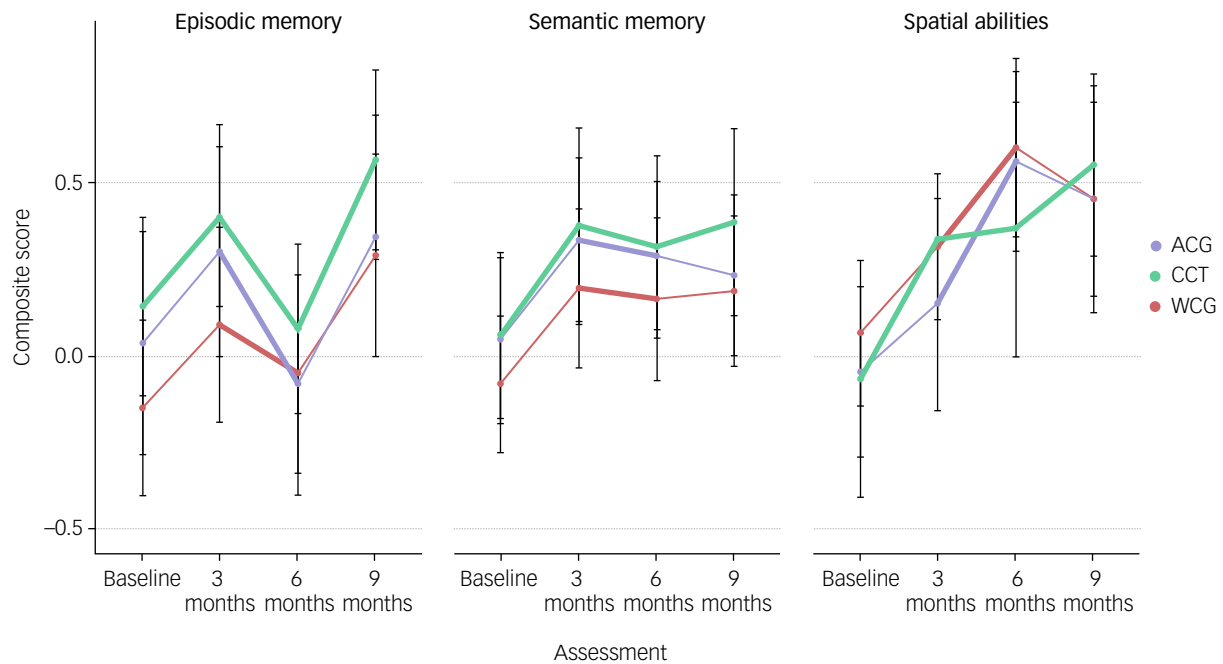 Episodic memory
Semantic memory
Spatial abilities
Composite score
0.5
0.0
–0.5
ACG
CCT
WCG
Baseline
3
months
6
months
9
months
Baseline
3
months
6
months
9
months
Baseline
3
months
6
months
9
months
Assessment